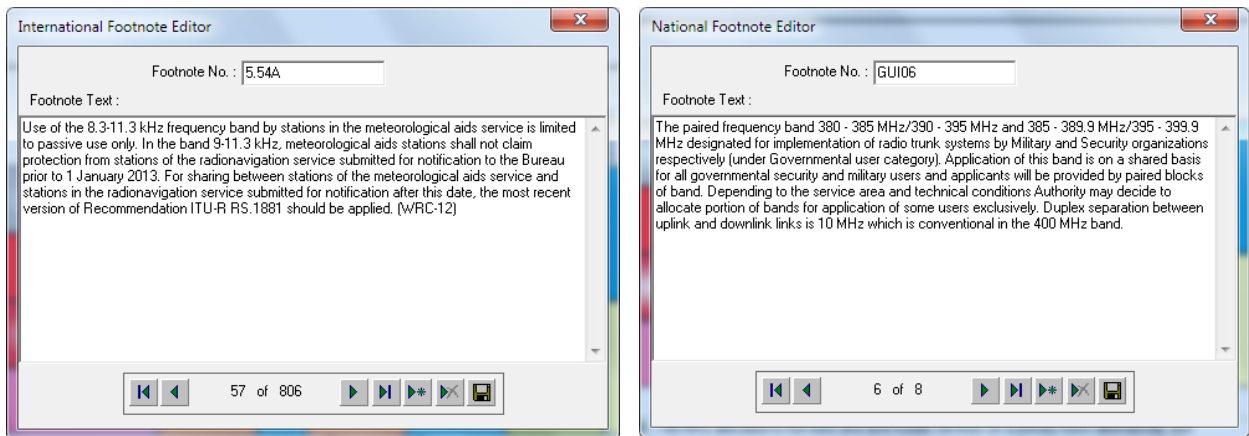 International Footnote Editor
Footnote No. : 5.54A
Footnote Text :
Use of the 8.3-11.3 kHz frequency band by stations in the meteorological aids service is limited
to passive use only. In the band 9-11.3 kHz, meteorological aids stations shall not claim
protection from stations of the radionavigation service submitted for notification to the Bureau
prior to 1 January 2013. For sharing between stations of the meteorological aids service and
stations in the radionavigation service submitted for notification after this date, the most recent
version of Recommendation ITU-R RS.1881 should be applied. (WRC-12)
57 of 806
National Footnote Editor
Footnote No. : GUI06
Footnote Text :
The paired frequency band 380 - 385 MHz/390 - 395 MHz and 385 - 389.9 MHz/395 - 399.9
MHz designated for implementation of radio trunk systems by Military and Security organizations
respectively (under Governmental user category). Application of this band is on a shared basis
for all governmental security and military users and applicants will be provided by paired blocks
of band. Depending to the service area and technical conditions Authority may decide to
allocate portion of bands for application of some users exclusively. Duplex separation between
uplink and downlink links is 10 MHz which is conventional in the 400 MHz band.
6 of 8